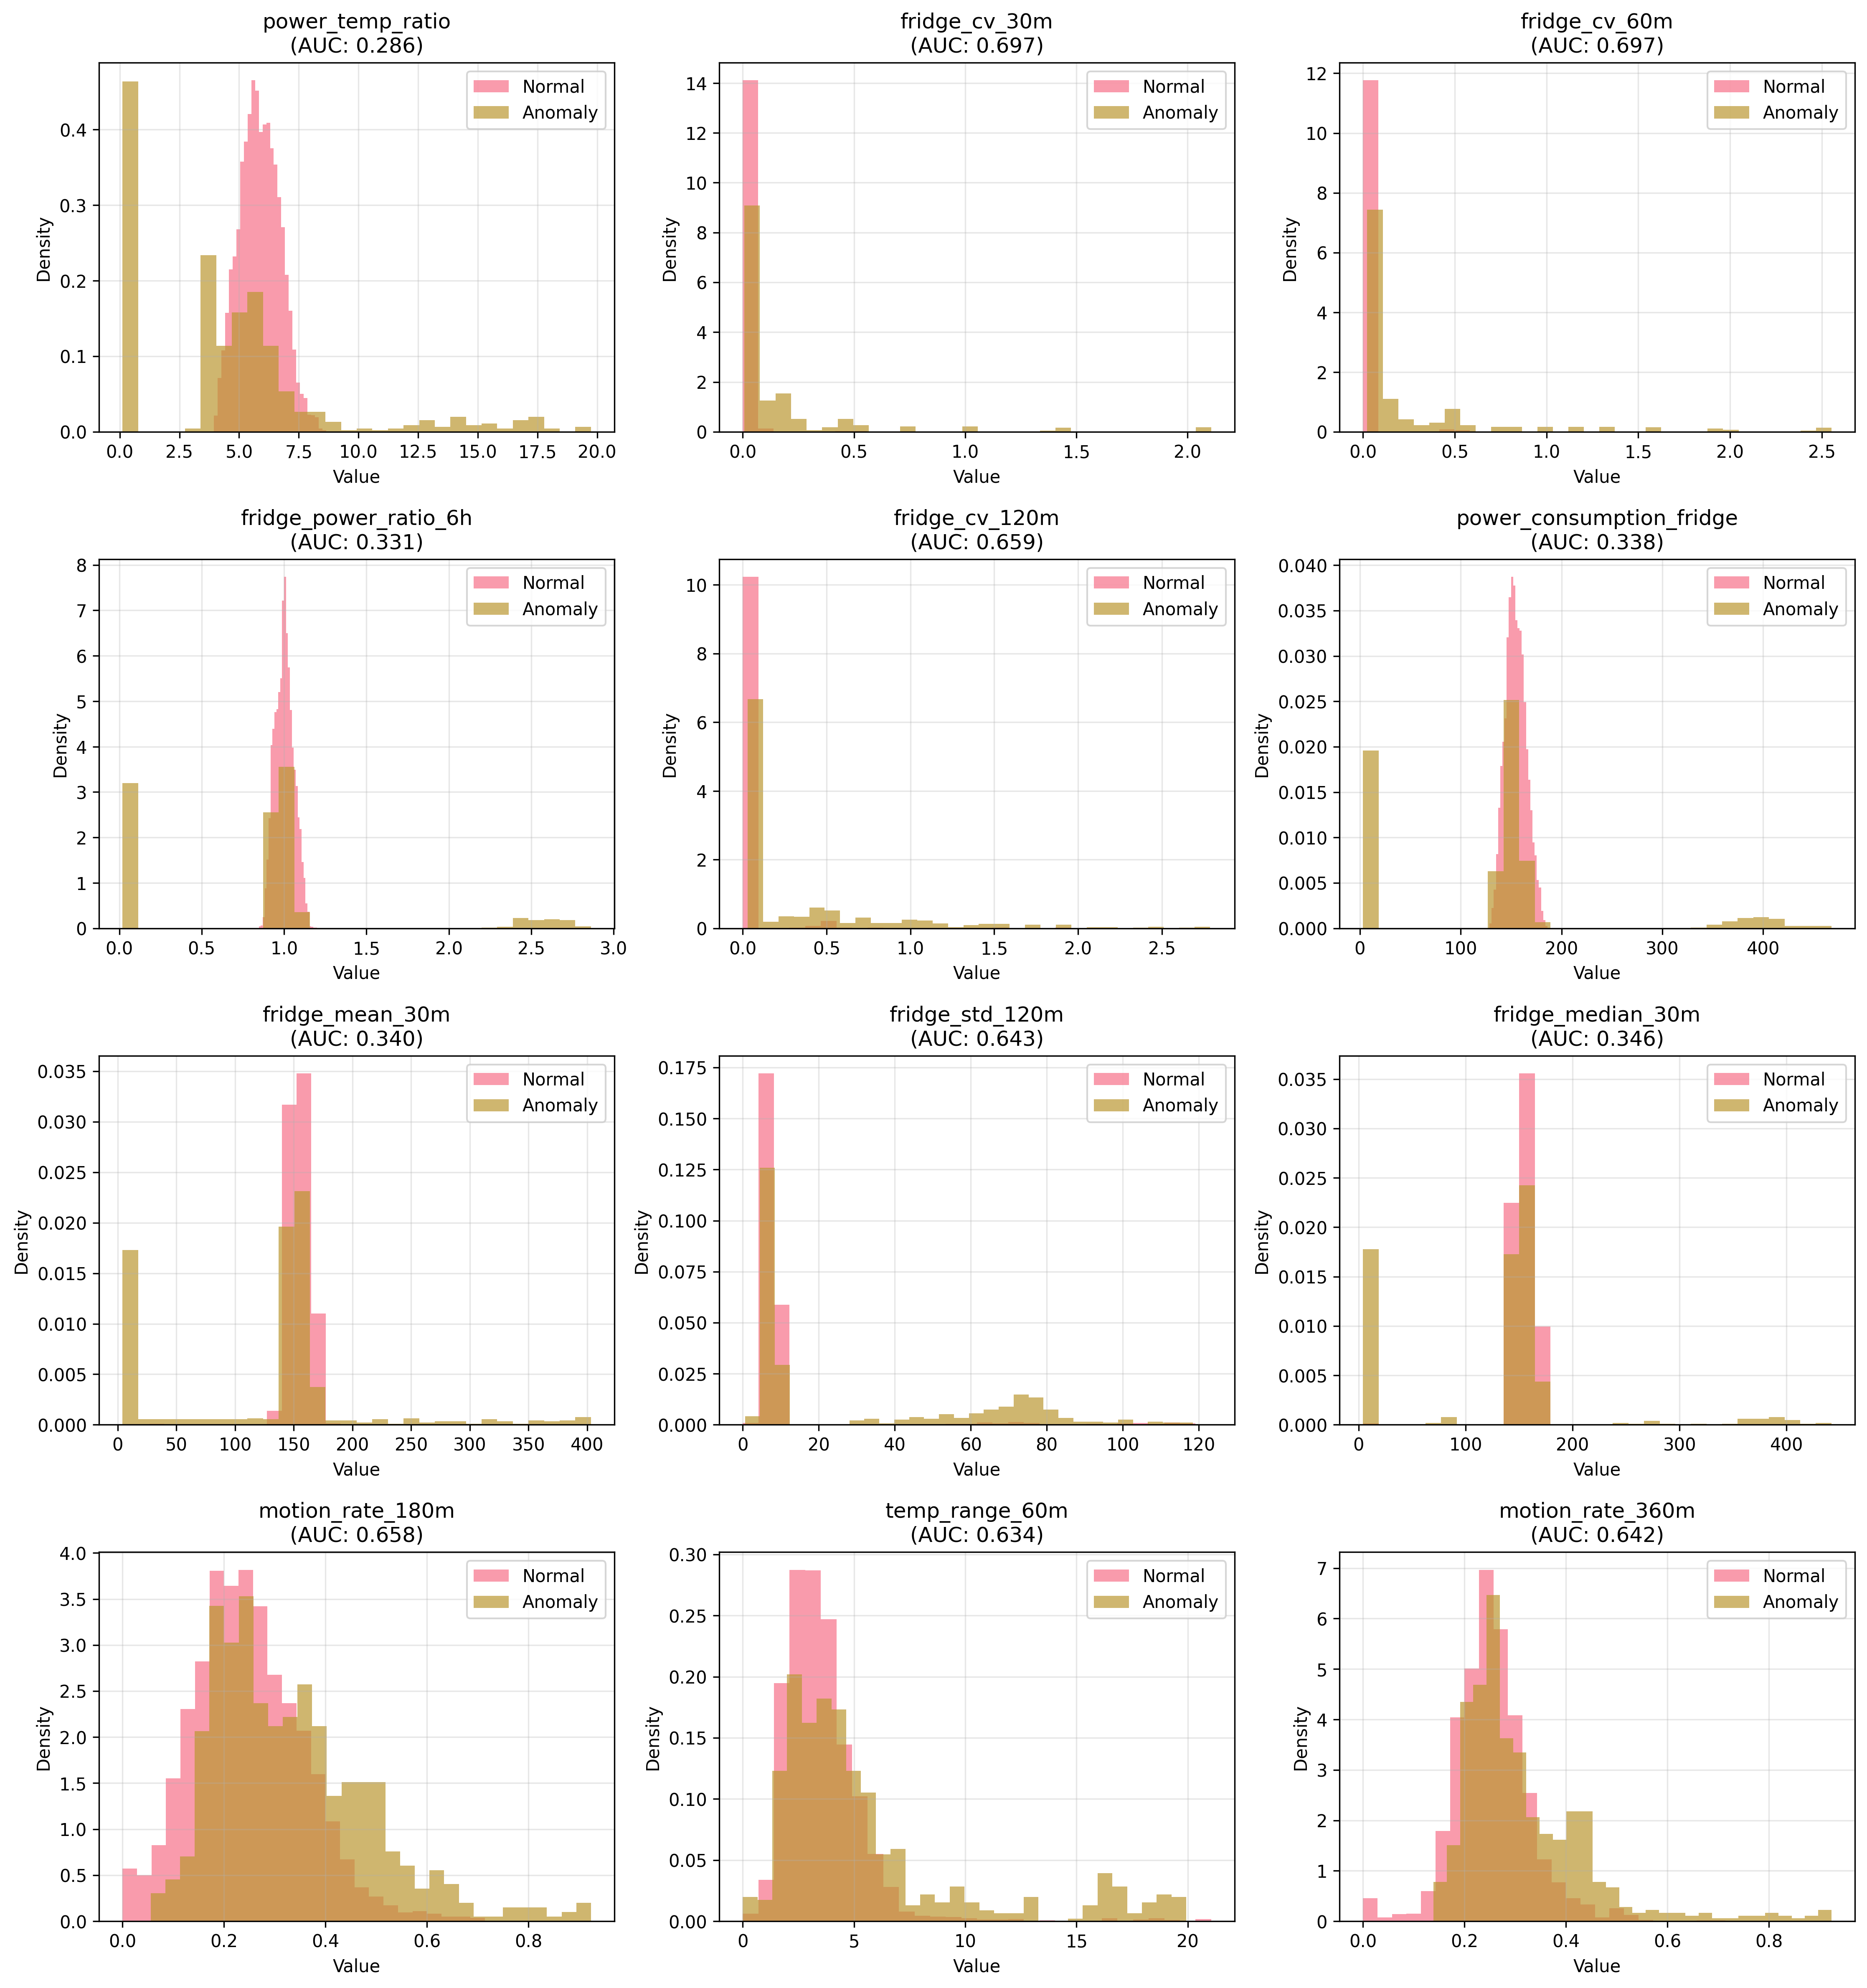 power_temp_ratio
(AUC: 0.286)
Density
0.4
0.3
0.2
0.1
0.0
0.0 2.5 5.0 7.5 10.0 12.5 15.0 17.5 20.0
Value
Normal
Anomaly
fridge_cv_30m
(AUC: 0.697)
Density
14
12
10
8
6
4
2
0
0.0 0.5 1.0 1.5 2.0
Value
Normal
Anomaly
fridge_cv_60m
(AUC: 0.697)
Density
12
10
8
6
4
2
0
0.0 0.5 1.0 1.5 2.0 2.5
Value
Normal
Anomaly
fridge_power_ratio_6h
(AUC: 0.331)
Density
8
7
6
5
4
3
2
1
0
0.0 0.5 1.0 1.5 2.0 2.5 3.0
Value
Normal
Anomaly
fridge_cv_120m
(AUC: 0.659)
Density
10
8
6
4
2
0
0.0 0.5 1.0 1.5 2.0 2.5
Value
Normal
Anomaly
power_consumption_fridge
(AUC: 0.338)
Density
0.040
0.035
0.030
0.025
0.020
0.015
0.010
0.005
0.000
0 100 200 300 400
Value
Normal
Anomaly
fridge_mean_30m
(AUC: 0.340)
Density
0.035
0.030
0.025
0.020
0.015
0.010
0.005
0.000
0 50 100 150 200 250 300 350 400
Value
Normal
Anomaly
fridge_std_120m
(AUC: 0.643)
Density
0.175
0.150
0.125
0.100
0.075
0.050
0.025
0.000
0 20 40 60 80 100 120
Value
Normal
Anomaly
fridge_median_30m
(AUC: 0.346)
Density
0.035
0.030
0.025
0.020
0.015
0.010
0.005
0.000
0 100 200 300 400
Value
Normal
Anomaly
motion_rate_180m
(AUC: 0.658)
Density
4.0
3.5
3.0
2.5
2.0
1.5
1.0
0.5
0.0
0.0 0.2 0.4 0.6 0.8
Value
Normal
Anomaly
temp_range_60m
(AUC: 0.634)
Density
0.30
0.25
0.20
0.15
0.10
0.05
0.00
0 5 10 15 20
Value
Normal
Anomaly
motion_rate_360m
(AUC: 0.642)
Density
7
6
5
4
3
2
1
0
0.0 0.2 0.4 0.6 0.8
Value
Normal
Anomaly